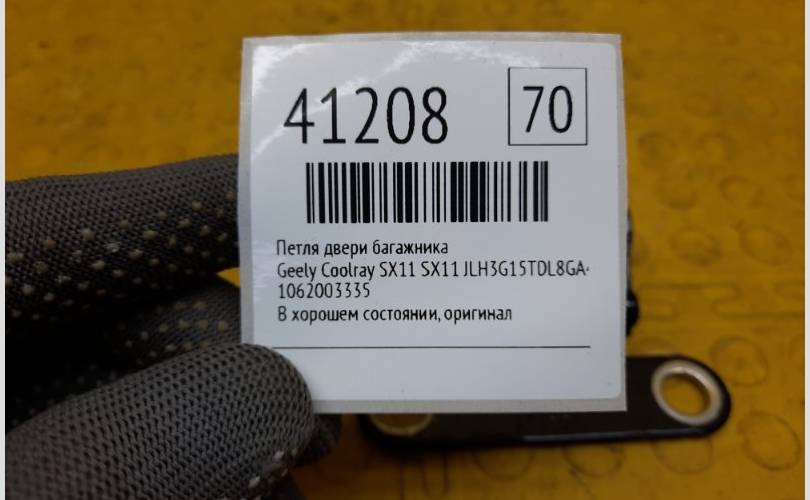 41208
70
Петля двери багажника
Geely Coolray SX11 SX11 JLH3G15TDL8GA-
1062003335
В хорошем состоянии, оригинал